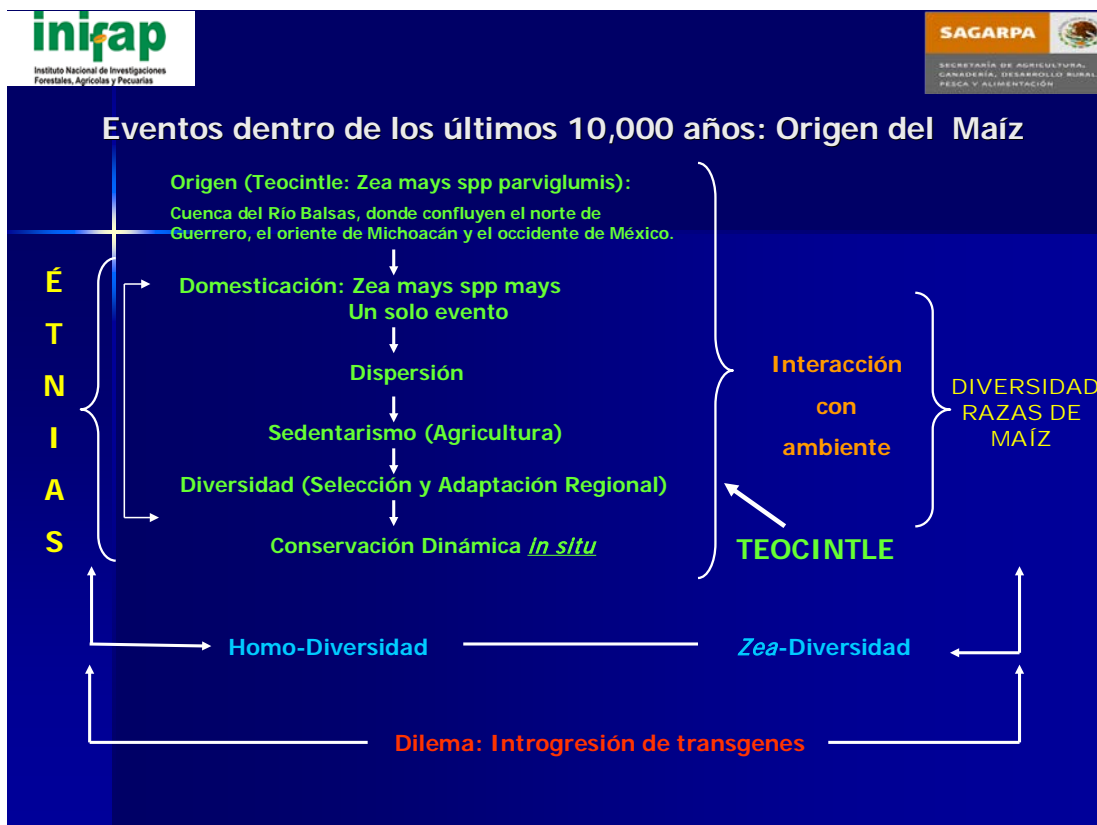 inifap
Instituto Nacional de Investigaciones
Forestales, Agrícolas y Pecuarias
SAGARPA
SECRETARÍA DE AGRICULTURA,
GANADERÍA, DESARROLLO RURAL,
PESCA Y ALIMENTACIÓN
Eventos dentro de los últimos 10,000 años: Origen del Maíz
Origen (Teocintle: Zea mays spp parviglumis):
Cuenca del Río Balsas, donde confluyen el norte de
Guerrero, el oriente de Michoacán y el occidente de México.
É
T
N
I
A
S
Domesticación: Zea mays spp mays
Un solo evento
Dispersión
Sedentarismo (Agricultura)
Diversidad (Selección y Adaptación Regional)
Conservación Dinámica in situ
Interacción
con
ambiente
DIVERSIDAD
RAZAS DE
MAÍZ
TEOCINTLE
Homo-Diversidad
Zea-Diversidad
Dilema: Introgresión de transgenes